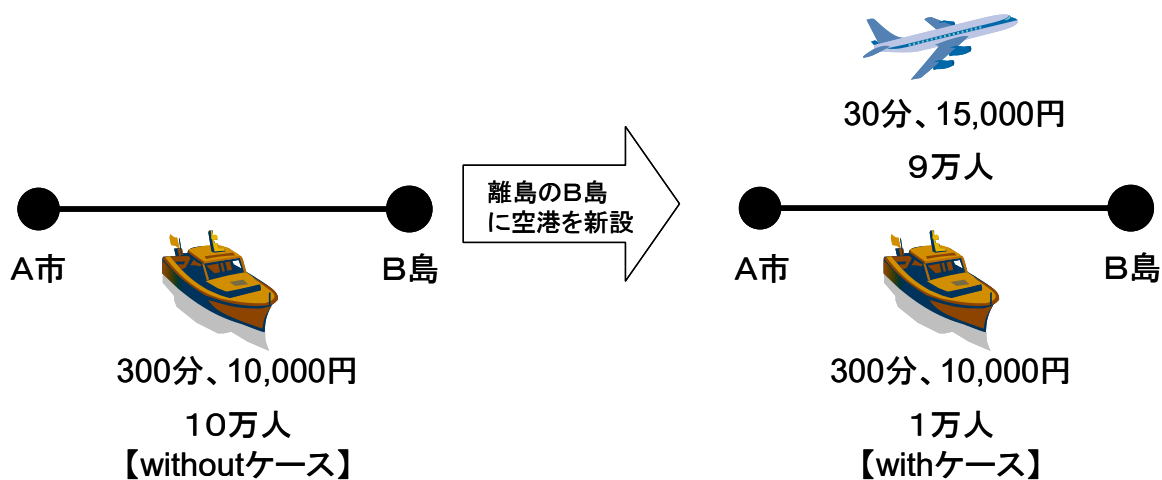 A市
B島
300分、10,000円
１０万人
【withoutケース】
離島のＢ島
に空港を新設
30分、15,000円
９万人
A市
B島
300分、10,000円
１万人
【withケース】